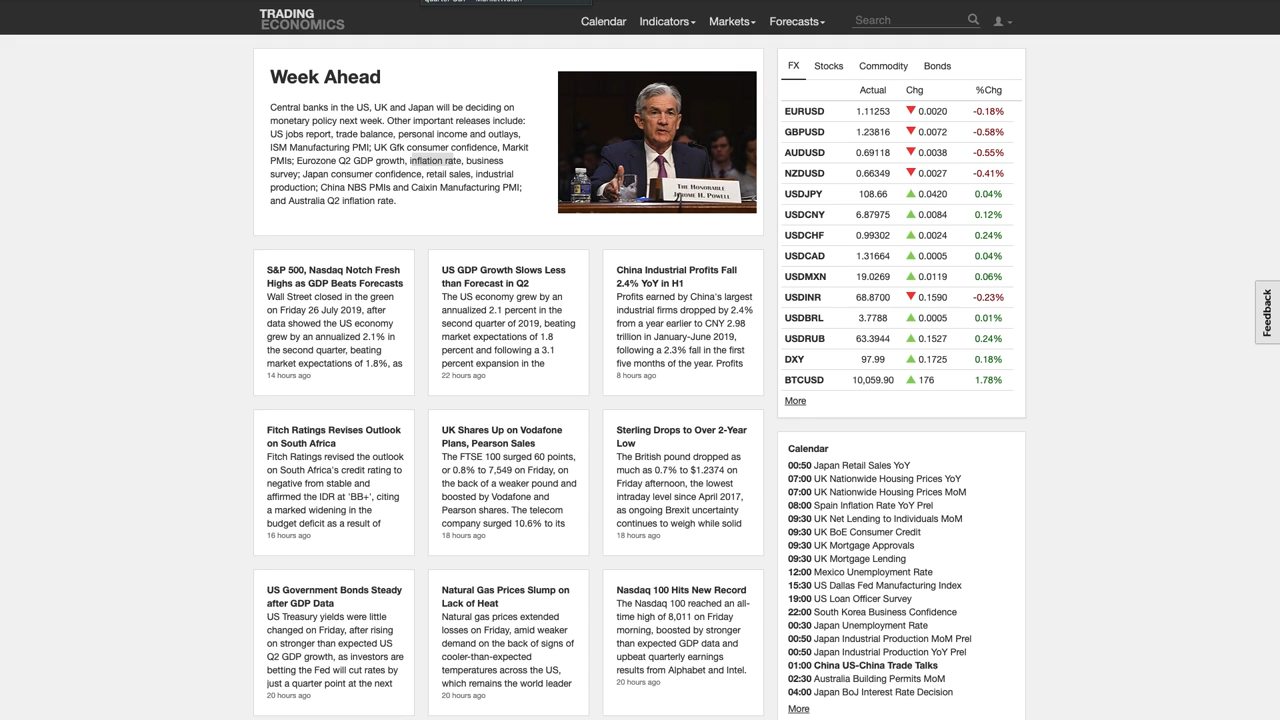 TRADING
ECONOMICS
Calendar Indicators Markets Forecasts Search
Week Ahead
Central banks in the US, UK and Japan will be deciding on
monetary policy next week. Other important releases include:
US jobs report, trade balance, personal income and outlays,
ISM Manufacturing PMI; UK Gfk consumer confidence, Markit
PMIs; Eurozone Q2 GDP growth, inflation rate, business
survey; Japan consumer confidence, retail sales, industrial
production; China NBS PMIs and Caixin Manufacturing PMI;
and Australia Q2 inflation rate.
THE HONORABLE
JEROME H. POWELL
S&P 500, Nasdaq Notch Fresh
Highs as GDP Beats Forecasts
Wall Street closed in the green
on Friday 26 July 2019, after
data showed the US economy
grew by an annualized 2.1% in
the second quarter, beating
market expectations of 1.8%, as
14 hours ago
US GDP Growth Slows Less
than Forecast in Q2
The US economy grew by an
annualized 2.1 percent in the
second quarter of 2019, beating
market expectations of 1.8
percent and following a 3.1
percent expansion in the
22 hours ago
China Industrial Profits Fall
2.4% YoY in H1
Profits earned by China's largest
industrial firms dropped by 2.4%
from a year earlier to CNY 2.98
trillion in January-June 2019,
following a 2.3% fall in the first
five months of the year. Profits
8 hours ago
Fitch Ratings Revises Outlook
on South Africa
Fitch Ratings revised the outlook
on South Africa's credit rating to
negative from stable and
affirmed the IDR at 'BB+', citing
a marked widening in the
budget deficit as a result of
16 hours ago
UK Shares Up on Vodafone
Plans, Pearson Sales
The FTSE 100 surged 60 points,
or 0.8% to 7,549 on Friday, on
the back of a weaker pound and
boosted by Vodafone and
Pearson shares. The telecom
company surged 10.6% to its
18 hours ago
Sterling Drops to Over 2-Year
Low
The British pound dropped as
much as 0.7% to $1.2374 on
Friday afternoon, the lowest
intraday level since April 2017,
as ongoing Brexit uncertainty
continues to weigh while solid
18 hours ago
US Government Bonds Steady
after GDP Data
US Treasury yields were little
changed on Friday, after rising
on stronger than expected US
Q2 GDP growth, as investors are
betting the Fed will cut rates by
just a quarter point at the next
20 hours ago
Natural Gas Prices Slump on
Lack of Heat
Natural gas prices extended
losses on Friday, amid weaker
demand on the back of signs of
cooler-than-expected
temperatures across the US,
which remains the world leader
20 hours ago
Nasdaq 100 Hits New Record
The Nasdaq 100 reached an all-
time high of 8,011 on Friday
morning, boosted by stronger
than expected GDP data and
upbeat quarterly earnings
results from Alphabet and Intel.
20 hours ago
FX Stocks Commodity Bonds
Actual Chg %Chg
EURUSD 1.11253 0.0020 -0.18%
GBPUSD 1.23816 0.0072 -0.58%
AUDUSD 0.69118 0.0038 -0.55%
NZDUSD 0.66349 0.0027 -0.41%
USDJPY 108.66 0.0420 0.04%
USDCNY 6.87975 0.0084 0.12%
USDCHF 0.99302 0.0024 0.24%
USDCAD 1.31664 0.0005 0.04%
USDMXN 19.0269 0.0119 0.06%
USDINR 68.8700 0.1590 -0.23%
USDBRL 3.7788 0.0005 0.01%
USDRUB 63.3944 0.1527 0.24%
DXY 97.99 0.1725 0.18%
BTCUSD 10,059.90 176 1.78%
More
Calendar
00:50 Japan Retail Sales YoY
07:00 UK Nationwide Housing Prices YoY
07:00 UK Nationwide Housing Prices MoM
08:00 Spain Inflation Rate YoY Prel
09:30 UK Net Lending to Individuals MoM
09:30 UK BoE Consumer Credit
09:30 UK Mortgage Approvals
09:30 UK Mortgage Lending
12:00 Mexico Unemployment Rate
15:30 US Dallas Fed Manufacturing Index
19:00 US Loan Officer Survey
22:00 South Korea Business Confidence
00:30 Japan Unemployment Rate
00:50 Japan Industrial Production MoM Prel
00:50 Japan Industrial Production YoY Prel
01:00 China US-China Trade Talks
02:30 Australia Building Permits MoM
04:00 Japan BoJ Interest Rate Decision
More
Feedback